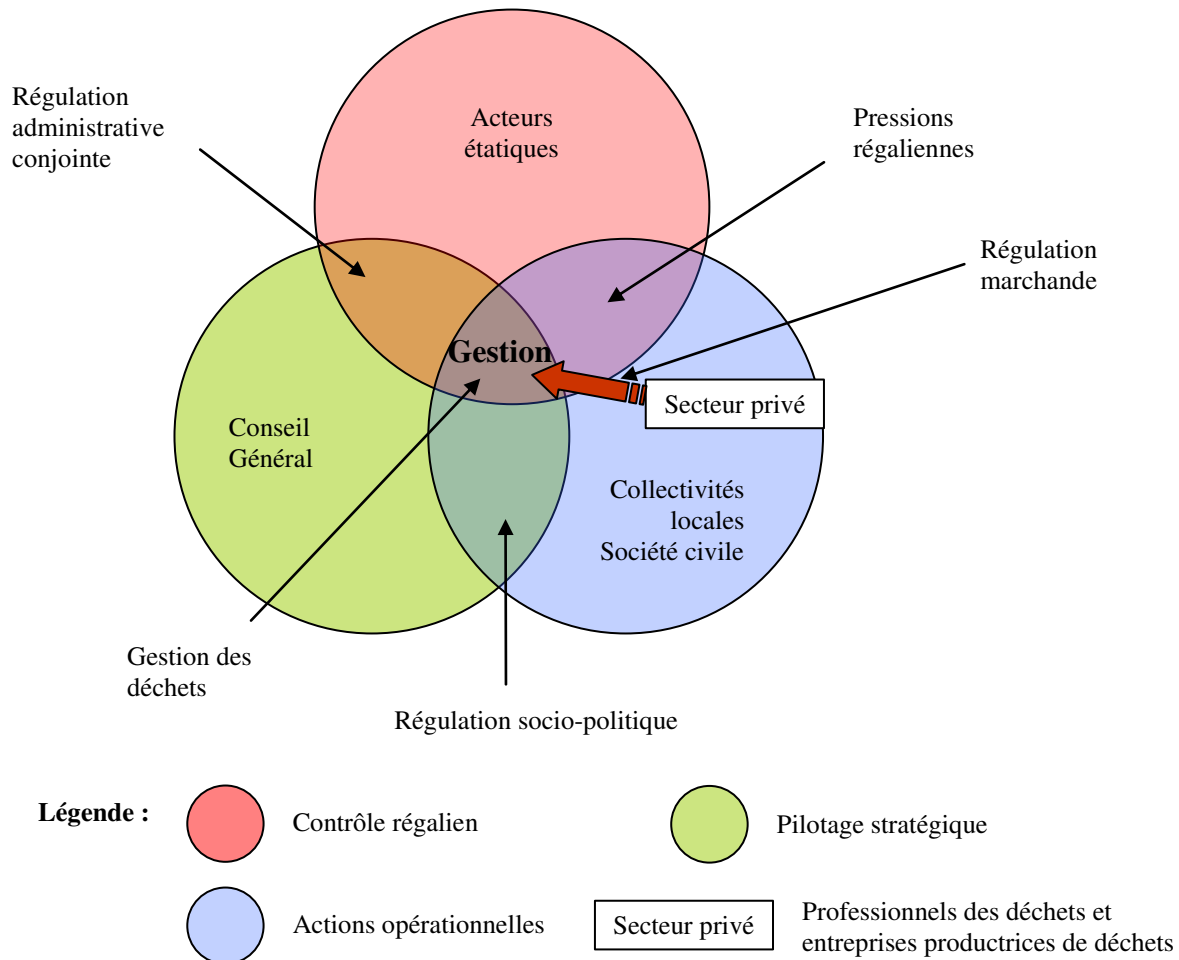 Régulation
administrative
conjointe
Acteurs
étatiques
Pressions
régaliennes
Régulation
marchande
Gestion
Secteur privé
Conseil
Général
Collectivités
locales
Société civile
Gestion des
déchets
Régulation socio-politique
Légende :
Contrôle régalien
Pilotage stratégique
Actions opérationnelles
Secteur privé
Professionnels des déchets et
entreprises productrices de déchets